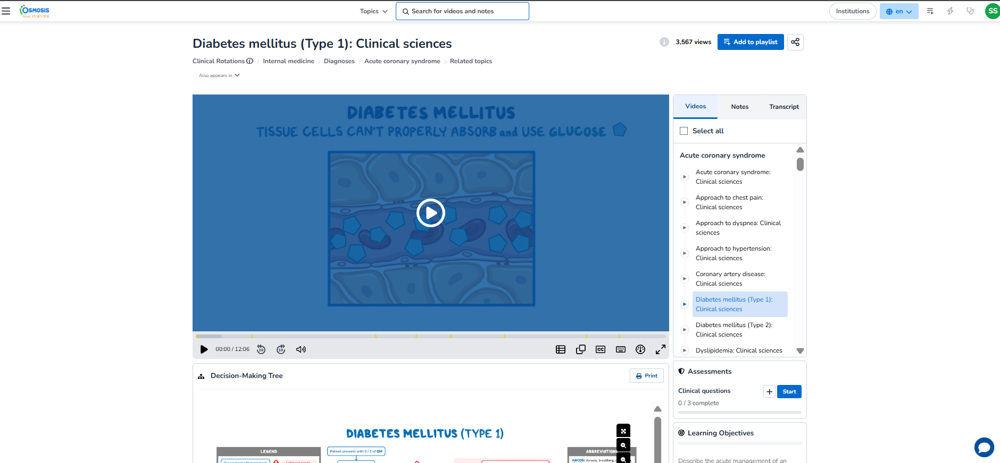 OSMOSIS
from ELSEVIER
Topics
Search for videos and notes
Institutions
en
SS
Diabetes mellitus (Type 1): Clinical sciences
3,567 views
Add to playlist
Clinical Rotations > Internal medicine > Diagnoses > Acute coronary syndrome > Related topics
Also appears in
DIABETES MELLITUS
TISSUE CELLS CAN'T PROPERLY ABSORB and USE GLUCOSE
00:00 / 12:06
10
10
CC
Videos
Notes
Transcript
Select all
Acute coronary syndrome
Acute coronary syndrome:
Clinical sciences
Approach to chest pain:
Clinical sciences
Approach to dyspnea: Clinical
sciences
Approach to hypertension:
Clinical sciences
Coronary artery disease:
Clinical sciences
Diabetes mellitus (Type 1):
Clinical sciences
Diabetes mellitus (Type 2):
Clinical sciences
Dyslipidemia: Clinical sciences
Decision-Making Tree
Print
DIABETES MELLITUS (TYPE 1)
LEGEND
Patient presents with S / S of DM
ABBREVIATIONS
ABCDE: Airway, breathing,
Assessments
Clinical questions
+ Start
0 / 3 complete
Learning Objectives
Describe the acute management of an